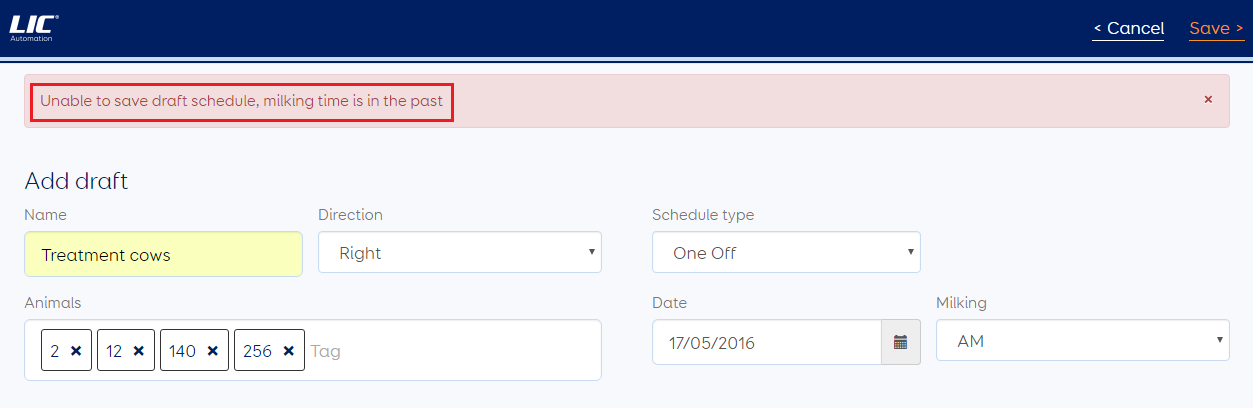 LIC®
Automation
< Cancel Save >
Unable to save draft schedule, milking time is in the past ×
Add draft
Name Direction Schedule type
Treatment cows Right One Off
Animals Date Milking
2 × 12 × 140 × 256 × Tag 17/05/2016 AM